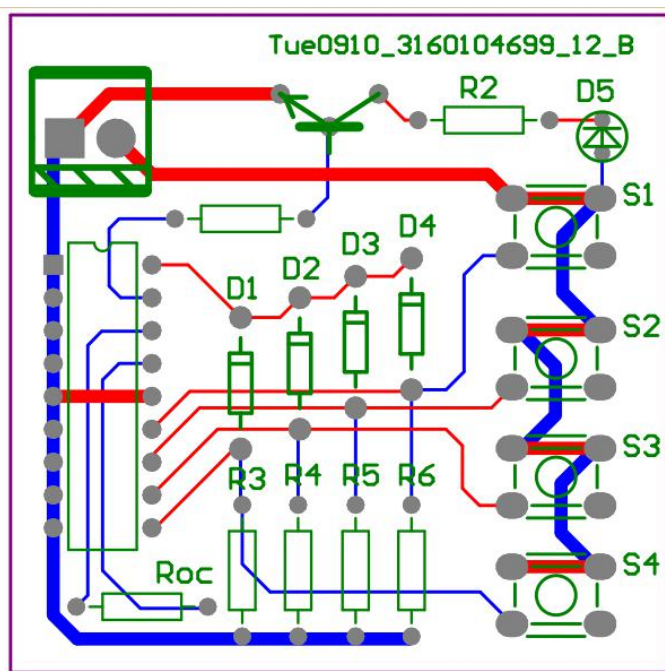 Tue0910_3160104699_12_B
R2
D5
S1
D4
D3
D2
D1
S2
S3
R3
R4
R5
R6
S4
Roc